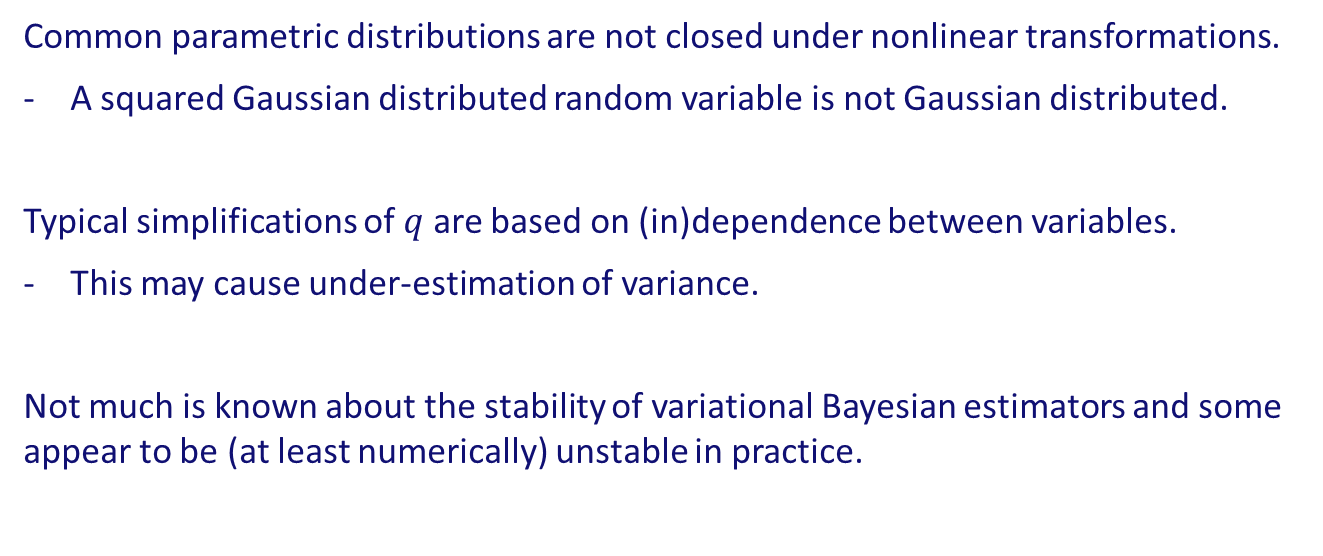 Common parametric distributions are not closed under nonlinear transformations.
- A squared Gaussian distributed random variable is not Gaussian distributed.
Typical simplifications of q are based on (in)dependence between variables.
- This may cause under-estimation of variance.
Not much is known about the stability of variational Bayesian estimators and some
appear to be (at least numerically) unstable in practice.